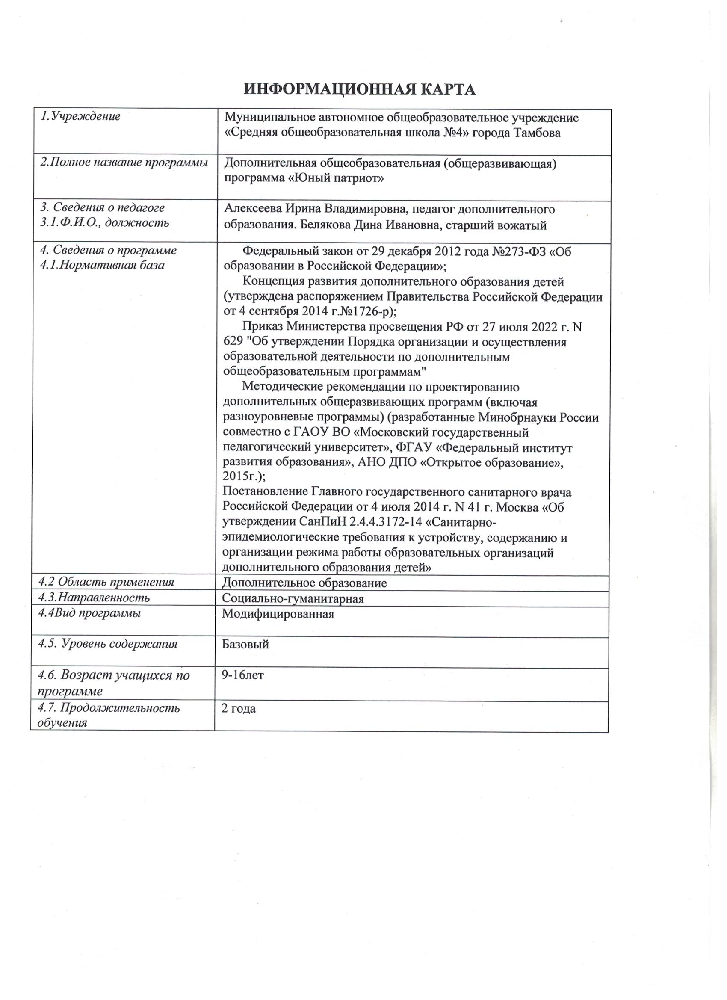 ИНФОРМАЦИОННАЯ КАРТА
1.Учреждение
Муниципальное автономное общеобразовательное учреждение
«Средняя общеобразовательная школа №4» города Тамбова
2.Полное название программы
Дополнительная общеобразовательная (общеразвивающая)
программа «Юный патриот»
3. Сведения о педагоге
3.1.Ф.И.О., должность
Алексеева Ирина Владимировна, педагог дополнительного
образования. Белякова Дина Ивановна, старший вожатый
4. Сведения о программе
4.1.Нормативная база
Федеральный закон от 29 декабря 2012 года №273-ФЗ «Об
образовании в Российской Федерации»;
Концепция развития дополнительного образования детей
(утверждена распоряжением Правительства Российской Федерации
от 4 сентября 2014 г.№1726-р);
Приказ Министерства просвещения РФ от 27 июля 2022 г. N
629 "Об утверждении Порядка организации и осуществления
образовательной деятельности по дополнительным
общеобразовательным программам"
Методические рекомендации по проектированию
дополнительных общеразвивающих программ (включая
разноуровневые программы) (разработанные Минобрнауки России
совместно с ГАОУ ВО «Московский государственный
педагогический университет», ФГАУ «Федеральный институт
развития образования», АНО ДПО «Открытое образование»,
2015г.);
Постановление Главного государственного санитарного врача
Российской Федерации от 4 июля 2014 г. N 41 г. Москва «Об
утверждении СанПиН 2.4.4.3172-14 «Санитарно-
эпидемиологические требования к устройству, содержанию и
организации режима работы образовательных организаций
дополнительного образования детей»
4.2 Область применения
Дополнительное образование
4.3.Направленность
Социально-гуманитарная
4.4Вид программы
Модифицированная
4.5. Уровень содержания
Базовый
4.6. Возраст учащихся по
программе
9-16лет
4.7. Продолжительность
обучения
2 года